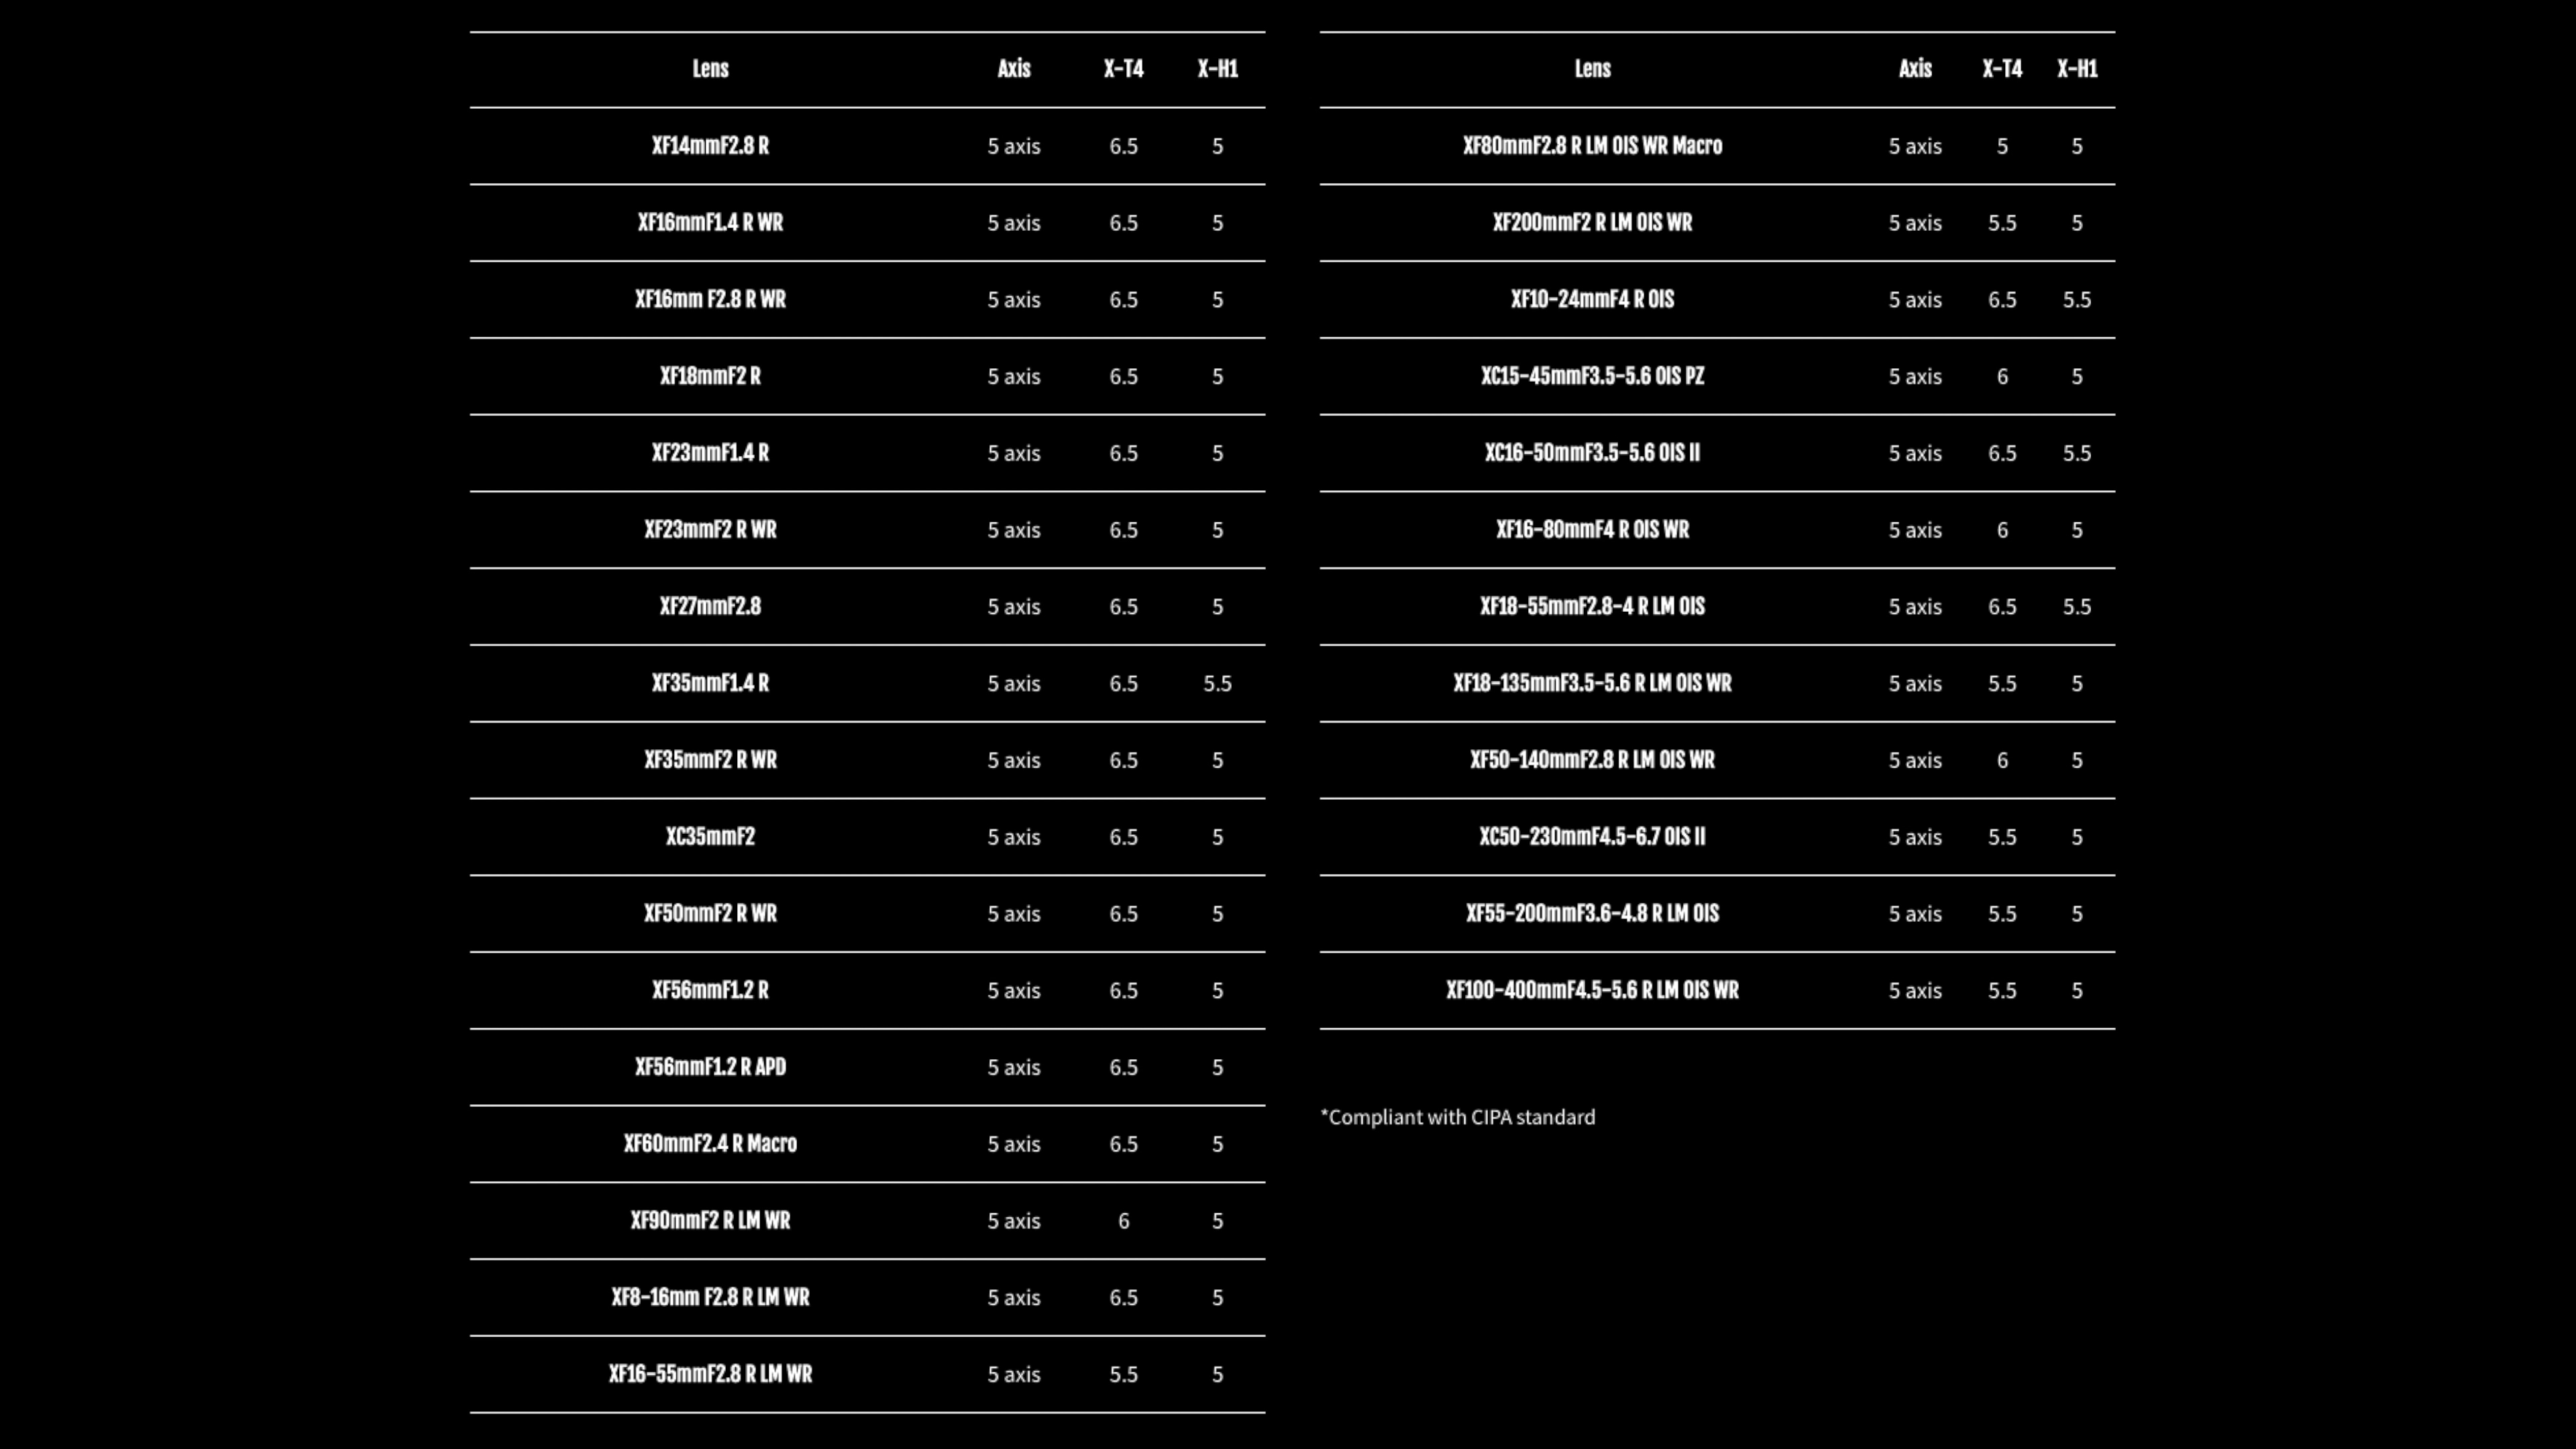 Lens Axis X-T4 X-H1
XF14mmF2.8 R 5 axis 6.5 5
XF16mmF1.4 R WR 5 axis 6.5 5
XF16mm F2.8 R WR 5 axis 6.5 5
XF18mmF2 R 5 axis 6.5 5
XF23mmF1.4 R 5 axis 6.5 5
XF23mmF2 R WR 5 axis 6.5 5
XF27mmF2.8 5 axis 6.5 5
XF35mmF1.4 R 5 axis 6.5 5.5
XF35mmF2 R WR 5 axis 6.5 5
XC35mmF2 5 axis 6.5 5
XF50mmF2 R WR 5 axis 6.5 5
XF56mmF1.2 R 5 axis 6.5 5
XF56mmF1.2 R APD 5 axis 6.5 5
XF60mmF2.4 R Macro 5 axis 6.5 5
XF90mmF2 R LM WR 5 axis 6 5
XF8-16mm F2.8 R LM WR 5 axis 6.5 5
XF16-55mmF2.8 R LM WR 5 axis 5.5 5
Lens Axis X-T4 X-H1
XF80mmF2.8 R LM OIS WR Macro 5 axis 5 5
XF200mmF2 R LM OIS WR 5 axis 5.5 5
XF10-24mmF4 R OIS 5 axis 6.5 5.5
XC15-45mmF3.5-5.6 OIS PZ 5 axis 6 5
XC16-50mmF3.5-5.6 OIS II 5 axis 6.5 5.5
XF16-80mmF4 R OIS WR 5 axis 6 5
XF18-55mmF2.8-4 R LM OIS 5 axis 6.5 5.5
XF18-135mmF3.5-5.6 R LM OIS WR 5 axis 5.5 5
XF50-140mmF2.8 R LM OIS WR 5 axis 6 5
XC50-230mmF4.5-6.7 OIS II 5 axis 5.5 5
XF55-200mmF3.6-4.8 R LM OIS 5 axis 5.5 5
XF100-400mmF4.5-5.6 R LM OIS WR 5 axis 5.5 5
*Compliant with CIPA standard